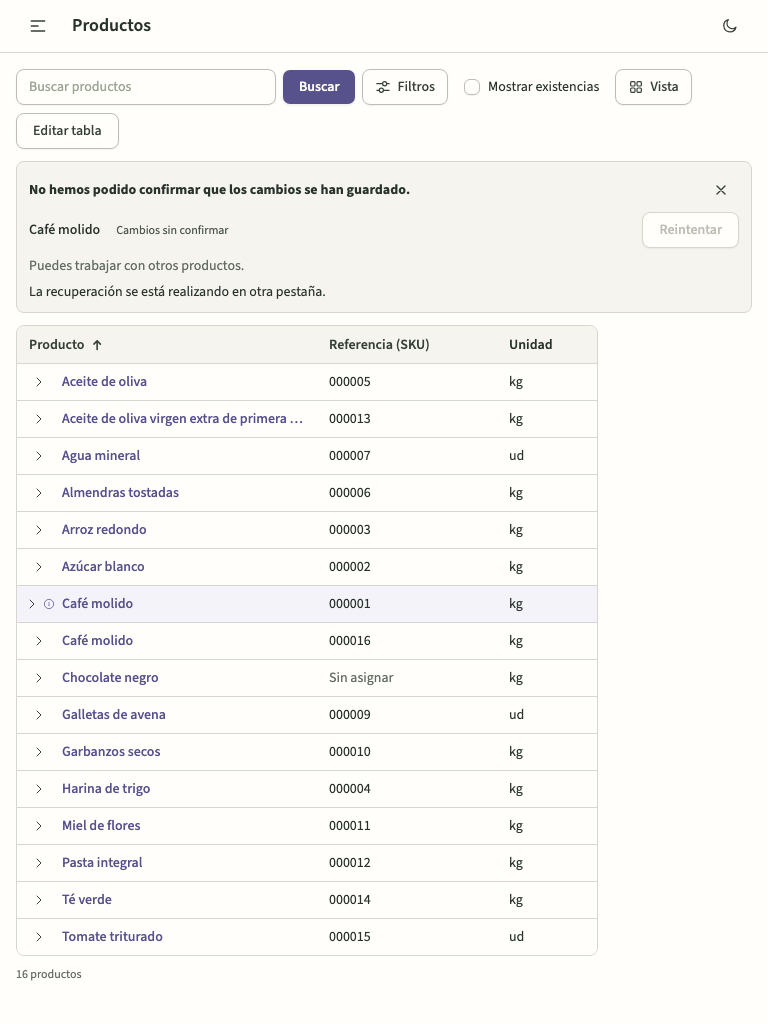 Productos
Buscar productos
Buscar
Filtros
Mostrar existencias
Vista
Editar tabla
No hemos podido confirmar que los cambios se han guardado.
Café molido Cambios sin confirmar
Reintentar
Puedes trabajar con otros productos.
La recuperación se está realizando en otra pestaña.
Producto Referencia (SKU) Unidad
Aceite de oliva 000005 kg
Aceite de oliva virgen extra de primera … 000013 kg
Agua mineral 000007 ud
Almendras tostadas 000006 kg
Arroz redondo 000003 kg
Azúcar blanco 000002 kg
Café molido 000001 kg
Café molido 000016 kg
Chocolate negro Sin asignar kg
Galletas de avena 000009 ud
Garbanzos secos 000010 kg
Harina de trigo 000004 kg
Miel de flores 000011 kg
Pasta integral 000012 kg
Té verde 000014 kg
Tomate triturado 000015 ud
16 productos